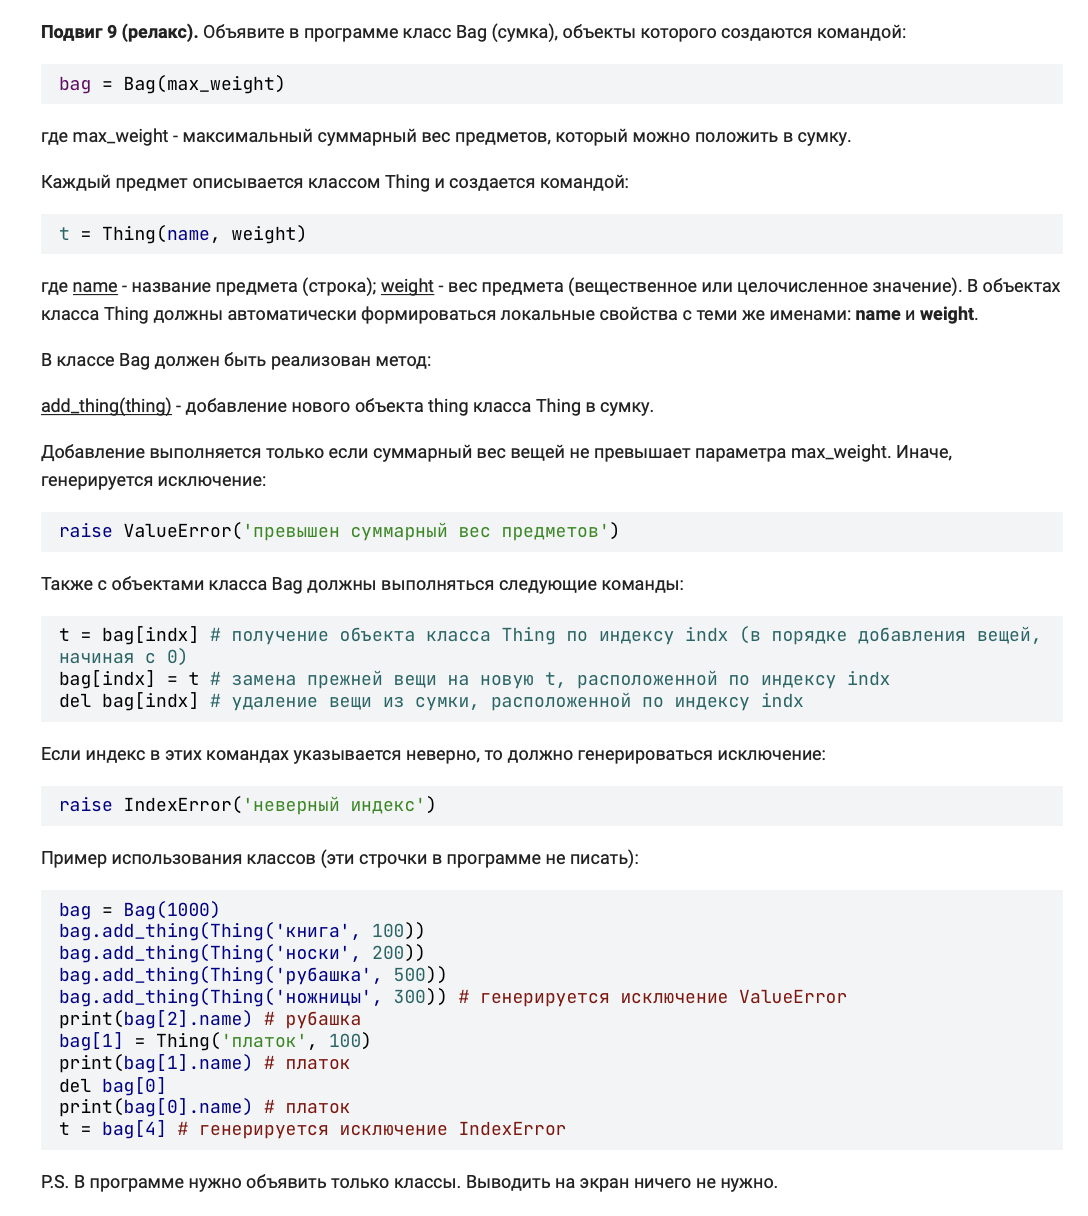 Подвиг 9 (релакс). Объявите в программе класс Bag (сумка), объекты которого создаются командой:
bag = Bag(max_weight)
где max_weight - максимальный суммарный вес предметов, который можно положить в сумку.
Каждый предмет описывается классом Thing и создается командой:
t = Thing(name, weight)
где name - название предмета (строка); weight - вес предмета (вещественное или целочисленное значение). В объектах
класса Thing должны автоматически формироваться локальные свойства с теми же именами: name и weight.
В классе Bag должен быть реализован метод:
add_thing(thing) - добавление нового объекта thing класса Thing в сумку.
Добавление выполняется только если суммарный вес вещей не превышает параметра max_weight. Иначе,
генерируется исключение:
raise ValueError('превышен суммарный вес предметов')
Также с объектами класса Bag должны выполняться следующие команды:
t = bag[indx] # получение объекта класса Thing по индексу indx (в порядке добавления вещей,
начиная с 0)
bag[indx] = t # замена прежней вещи на новую t, расположенной по индексу indx
del bag[indx] # удаление вещи из сумки, расположенной по индексу indx
Если индекс в этих командах указывается неверно, то должно генерироваться исключение:
raise IndexError('неверный индекс')
Пример использования классов (эти строчки в программе не писать):
bag = Bag(1000)
bag.add_thing(Thing('книга', 100))
bag.add_thing(Thing('носки', 200))
bag.add_thing(Thing('рубашка', 500))
bag.add_thing(Thing('ножницы', 300)) # генерируется исключение ValueError
print(bag[2].name) # рубашка
bag[1] = Thing('платок', 100)
print(bag[1].name) # платок
del bag[0]
print(bag[0].name) # платок
t = bag[4] # генерируется исключение IndexError
P.S. В программе нужно объявить только классы. Выводить на экран ничего не нужно.